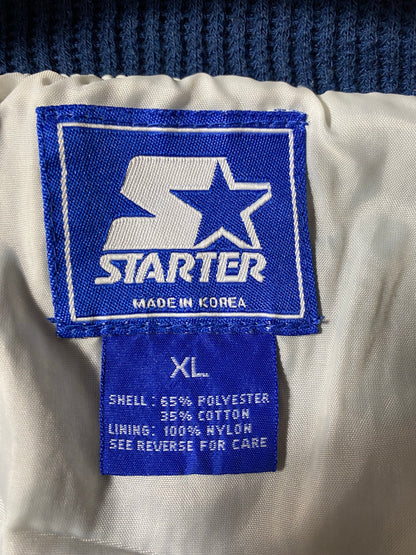 STARTER
MADE IN KOREA
XL
SHELL: 65% POLYESTER
35% COTTON
LINING: 100% NYLON
SEE REVERSE FOR CARE